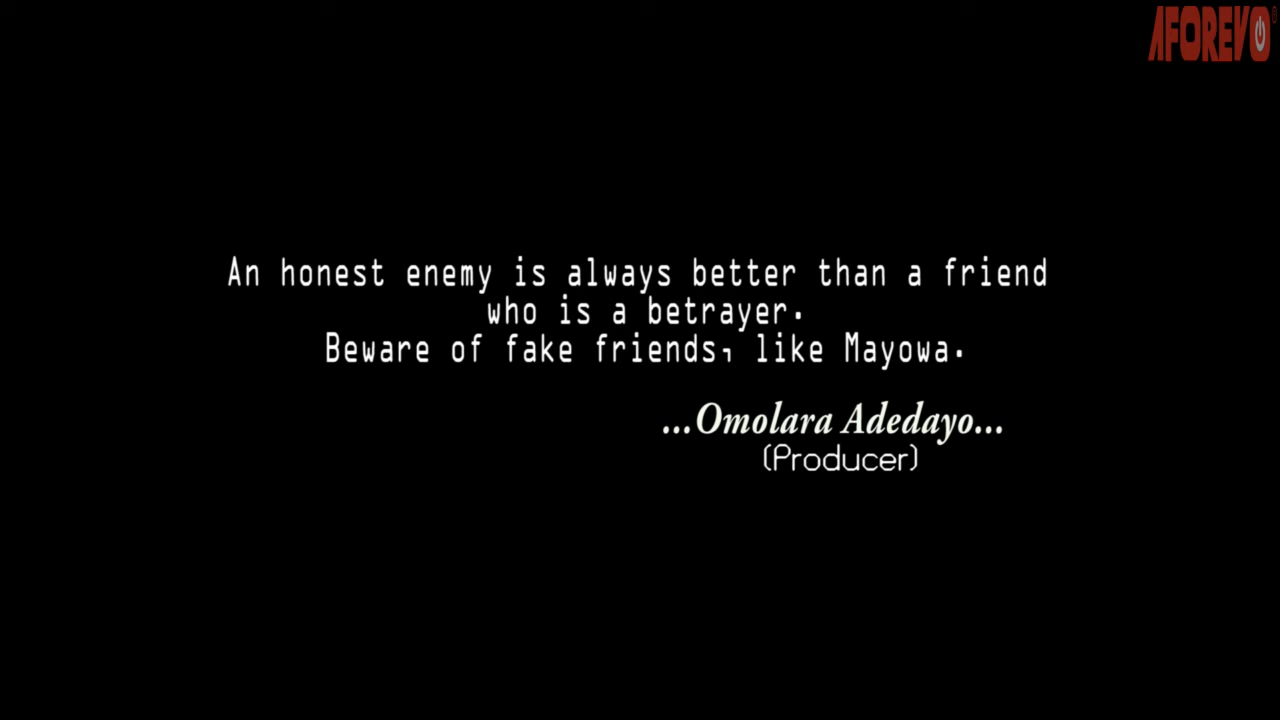 AFOREVO
An honest enemy is always better than a friend
who is a betrayer.
Beware of fake friends, like Mayowa.
...Omolara Adedayo...
(Producer)